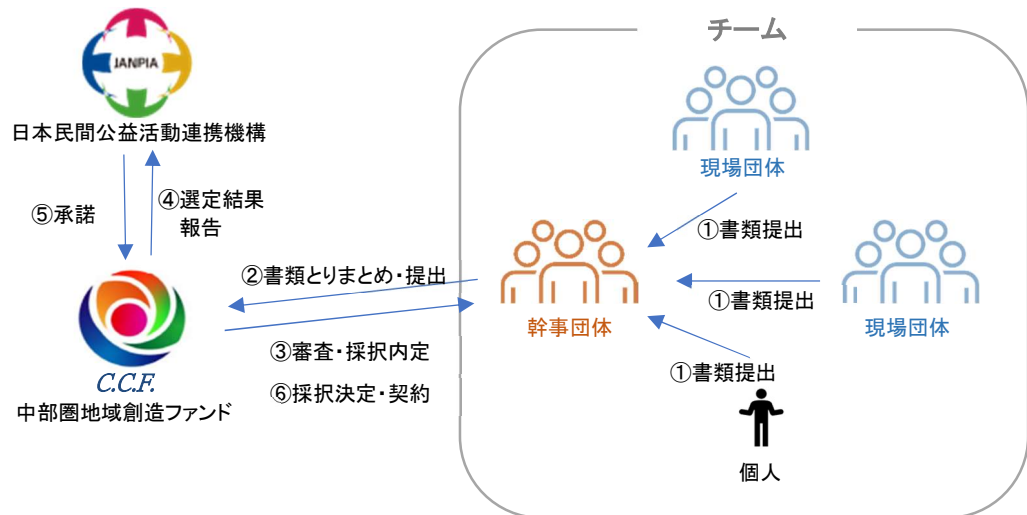 チーム
JANPIA
日本民間公益活動連携機構
現場団体
⑤承諾
④選定結果
報告
①書類提出
②書類とりまとめ・提出
①書類提出
幹事団体
現場団体
③審査・採択内定
①書類提出
C.C.F.
⑥採択決定・契約
中部圏地域創造ファンド
個人